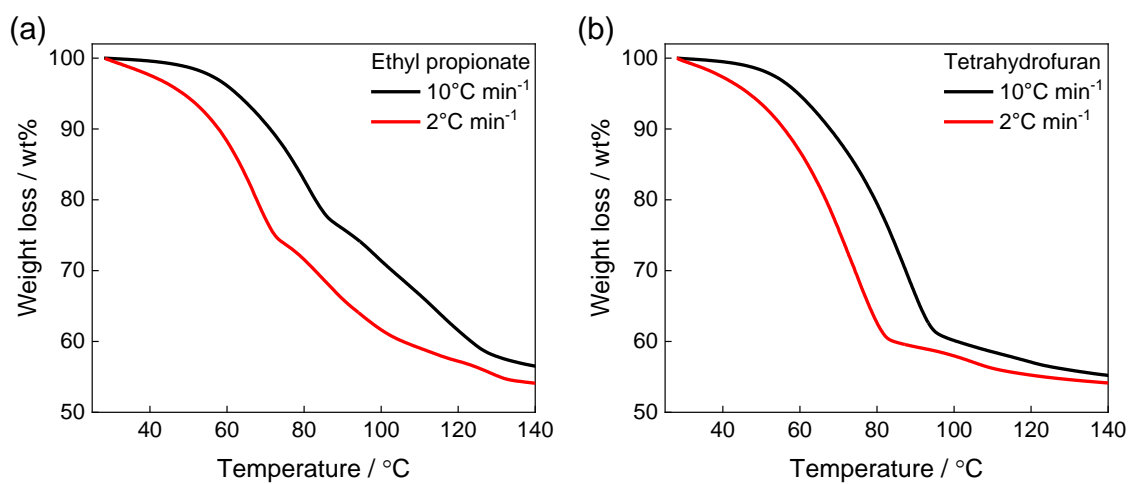 (a)
Ethyl propionate
10°C min⁻¹
2°C min⁻¹
100
90
80
70
60
50
Weight loss / wt%
40 60 80 100 120 140
Temperature / °C
(b)
Tetrahydrofuran
10°C min⁻¹
2°C min⁻¹
100
90
80
70
60
50
Weight loss / wt%
40 60 80 100 120 140
Temperature / °C